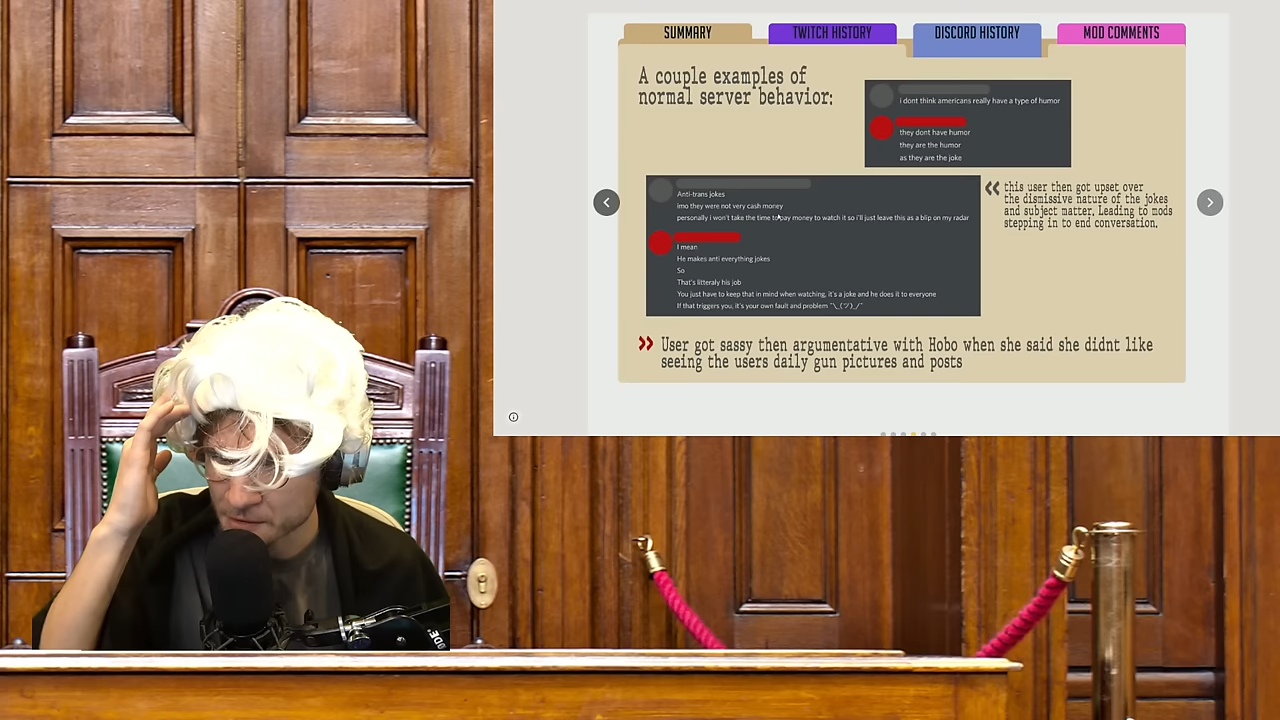 SUMMARY
TWITCH HISTORY
DISCORD HISTORY
MOD COMMENTS
A couple examples of
normal server behavior:
i dont think americans really have a type of humor
they dont have humor
they are the humor
as they are the joke
Anti-trans jokes
imo they were not very cash money
personally i won't take the time to pay money to watch it so i'll just leave this as a blip on my radar
I mean
He makes anti everything jokes
So
That's litteraly his job
You just have to keep that in mind when watching, it's a joke and he does it to everyone
If that triggers you, it's your own fault and problem ¯\_(ツ)_/¯
« this user then got upset over
the dismissive nature of the jokes
and subject matter. Leading to mods
stepping in to end conversation.
» User got sassy then argumentative with Hobo when she said she didnt like
seeing the users daily gun pictures and posts